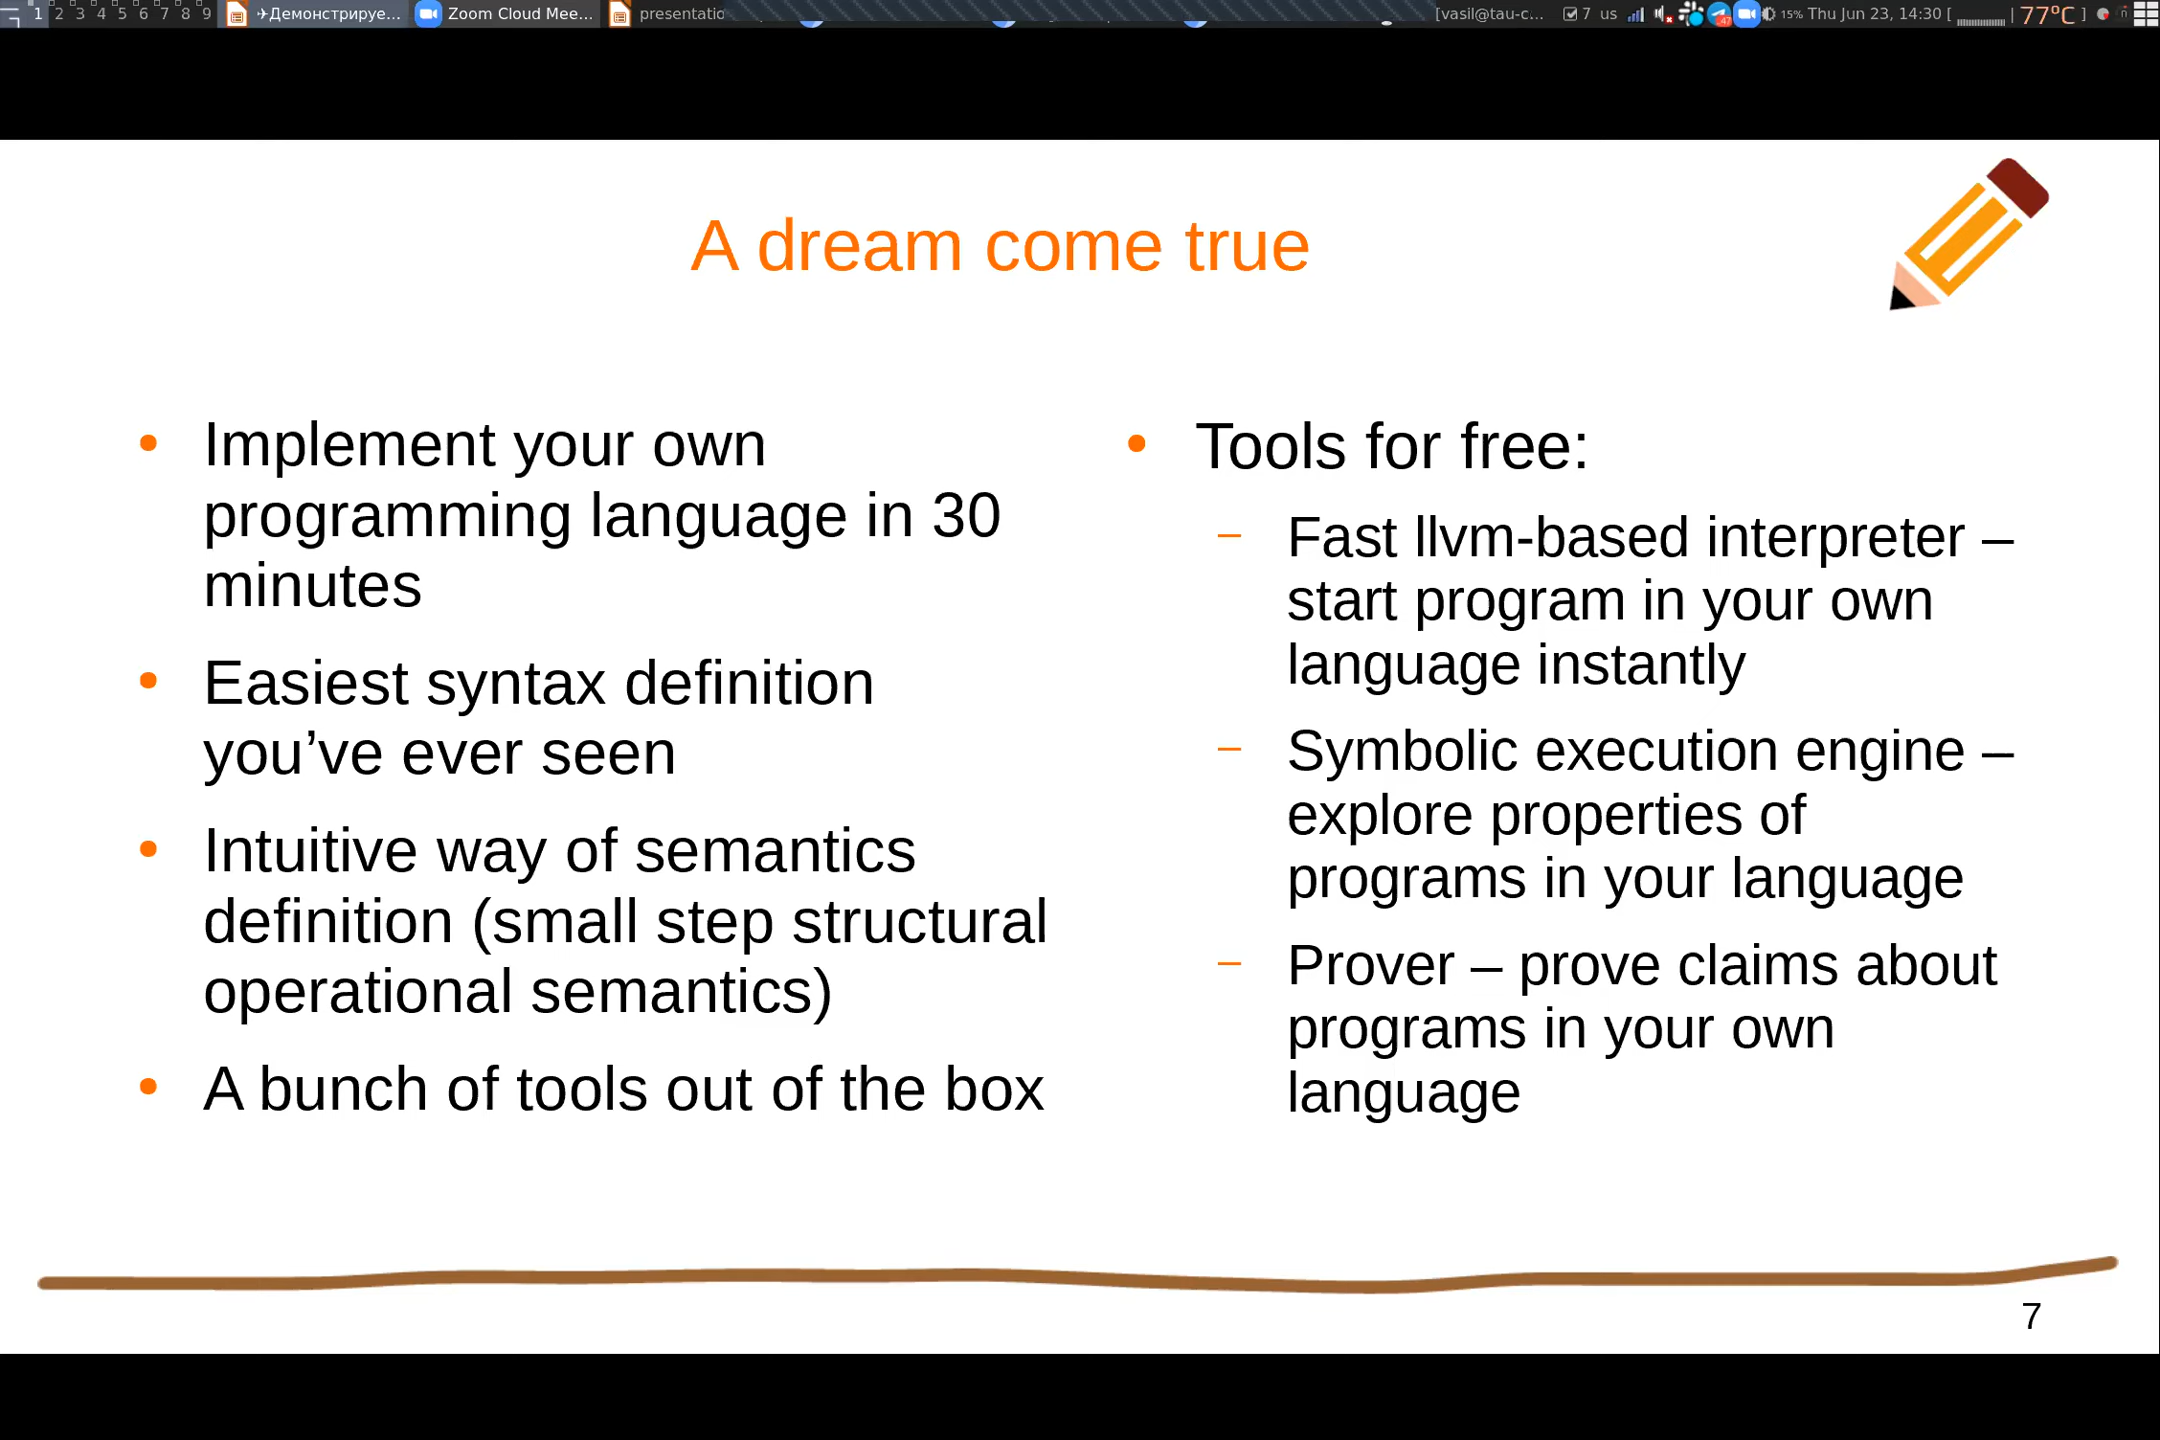 1 2 3 4 5 6 7 8 9 ✈Демонстрируе... Zoom Cloud Mee... [vasil@tau-c... 7 us 15% Thu Jun 23, 14:30 [ | 77°C ]
A dream come true
Implement your own
programming language in 30
minutes
Easiest syntax definition
you’ve ever seen
Intuitive way of semantics
definition (small step structural
operational semantics)
A bunch of tools out of the box
Tools for free:
– Fast llvm-based interpreter –
start program in your own
language instantly
– Symbolic execution engine –
explore properties of
programs in your language
– Prover – prove claims about
programs in your own
language
7